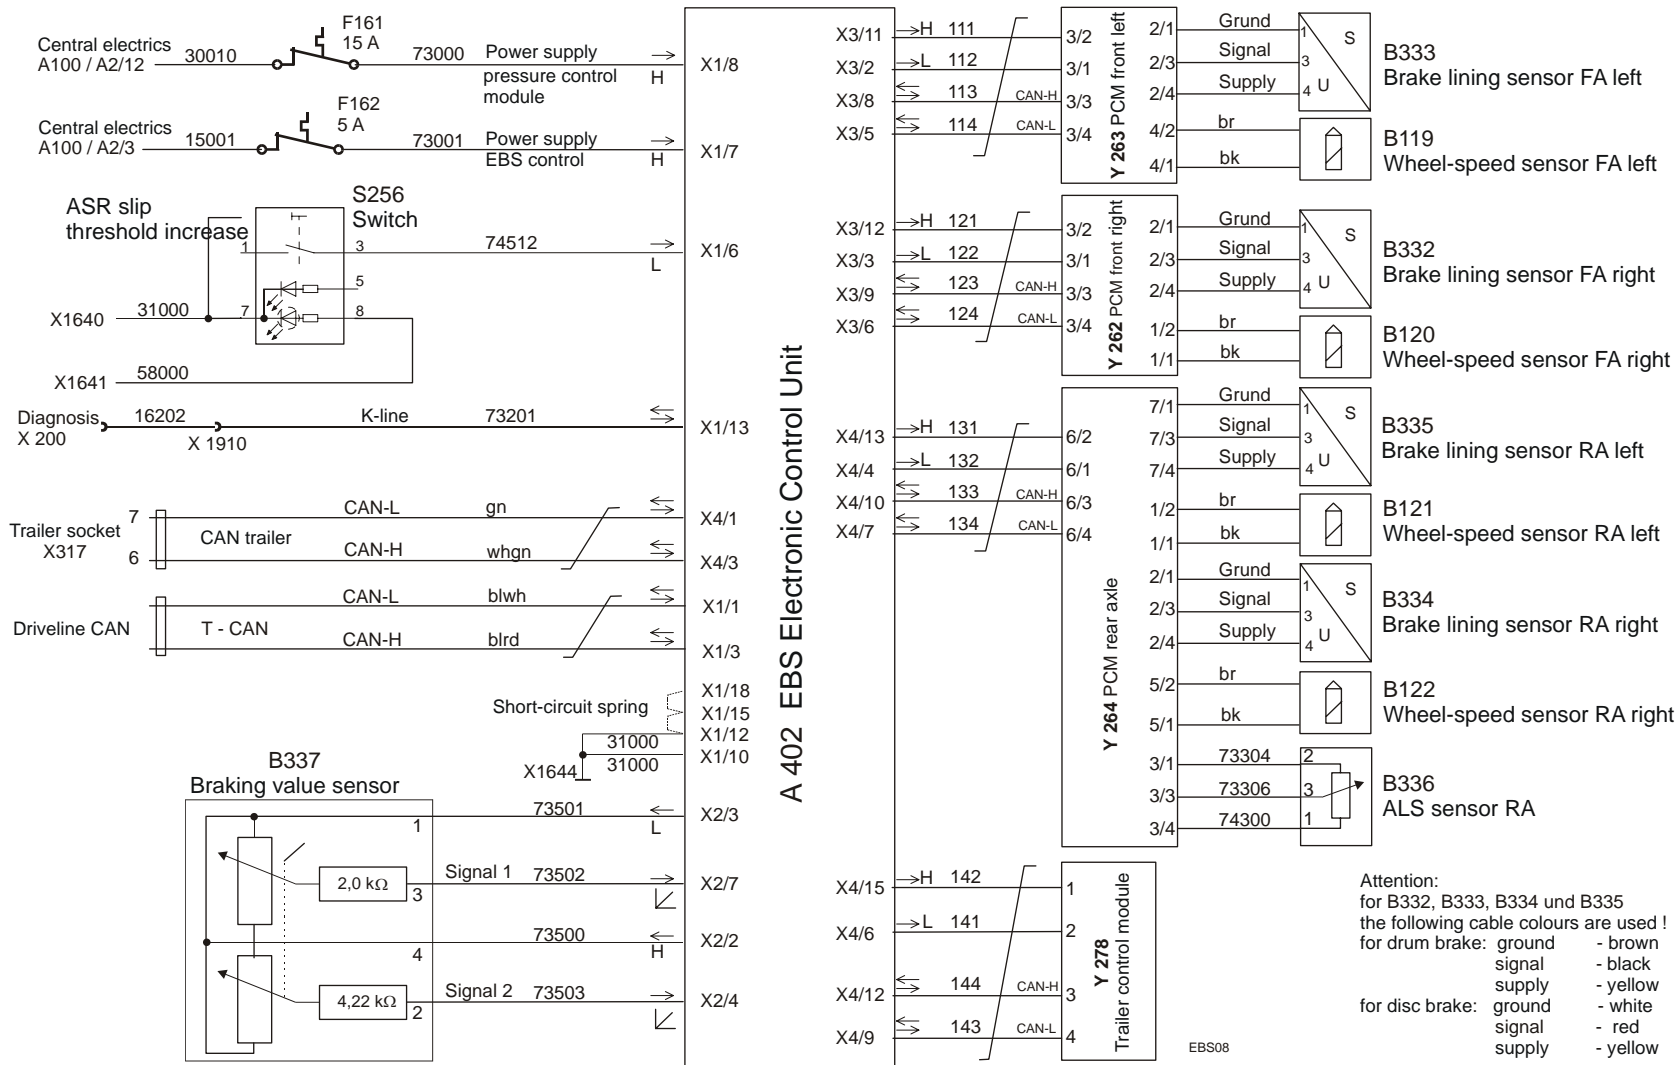 Central electrics
A100 / A2/12
30010
F161
15 A
73000
Power supply
pressure control
module
H
X1/8
Central electrics
A100 / A2/3
15001
F162
5 A
73001
Power supply
EBS control
H
X1/7
ASR slip
threshold increase
S256
Switch
1
3
74512
L
X1/6
5
X1640
31000
7
8
X1641
58000
Diagnosis
X 200
16202
X 1910
K-line
73201
X1/13
Trailer socket
X317
7
6
CAN trailer
CAN-L
gn
X4/1
CAN-H
whgn
X4/3
Driveline CAN
T - CAN
CAN-L
blwh
X1/1
CAN-H
blrd
X1/3
Short-circuit spring
X1/18
X1/15
X1/12
X1/10
31000
31000
X1644
B337
Braking value sensor
1
73501
L
X2/3
2,0 kΩ
3
Signal 1
73502
X2/7
4
73500
H
X2/2
4,22 kΩ
2
Signal 2
73503
X2/4
A 402 EBS Electronic Control Unit
X3/11
H
111
3/2
X3/2
L
112
3/1
X3/8
113
CAN-H
3/3
X3/5
114
CAN-L
3/4
Y 263 PCM front left
2/1
Grund
1
2/3
Signal
3
2/4
Supply
4
S
U
B333
Brake lining sensor FA left
4/2
br
4/1
bk
B119
Wheel-speed sensor FA left
X3/12
H
121
3/2
X3/3
L
122
3/1
X3/9
123
CAN-H
3/3
X3/6
124
CAN-L
3/4
Y 262 PCM front right
2/1
Grund
1
2/3
Signal
3
2/4
Supply
4
S
U
B332
Brake lining sensor FA right
1/2
br
1/1
bk
B120
Wheel-speed sensor FA right
X4/13
H
131
6/2
X4/4
L
132
6/1
X4/10
133
CAN-H
6/3
X4/7
134
CAN-L
6/4
Y 264 PCM rear axle
7/1
Grund
1
7/3
Signal
3
7/4
Supply
4
S
U
B335
Brake lining sensor RA left
1/2
br
1/1
bk
B121
Wheel-speed sensor RA left
2/1
Grund
1
2/3
Signal
3
2/4
Supply
4
S
U
B334
Brake lining sensor RA right
5/2
br
5/1
bk
B122
Wheel-speed sensor RA right
3/1
73304
2
3/3
73306
3
3/4
74300
1
B336
ALS sensor RA
X4/15
H
142
1
X4/6
L
141
2
X4/12
144
CAN-H
3
X4/9
143
CAN-L
4
Y 278
Trailer control module
EBS08
Attention:
for B332, B333, B334 und B335
the following cable colours are used !
for drum brake: ground - brown
signal - black
supply - yellow
for disc brake: ground - white
signal - red
supply - yellow